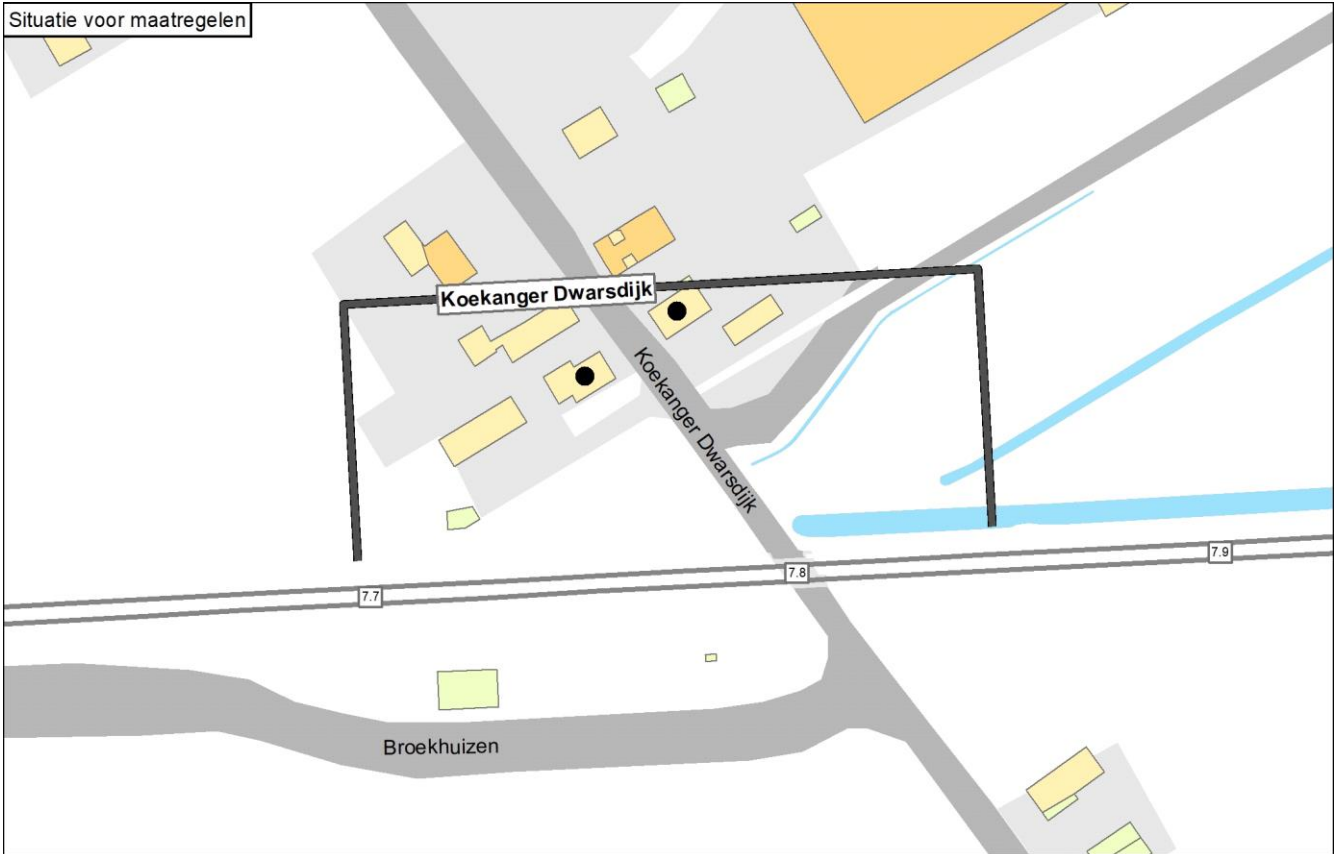 Situatie voor maatregelen
Koekanger Dwarsdijk
Koekanger Dwarsdijk
7.9
7.8
7.7
Broekhuizen